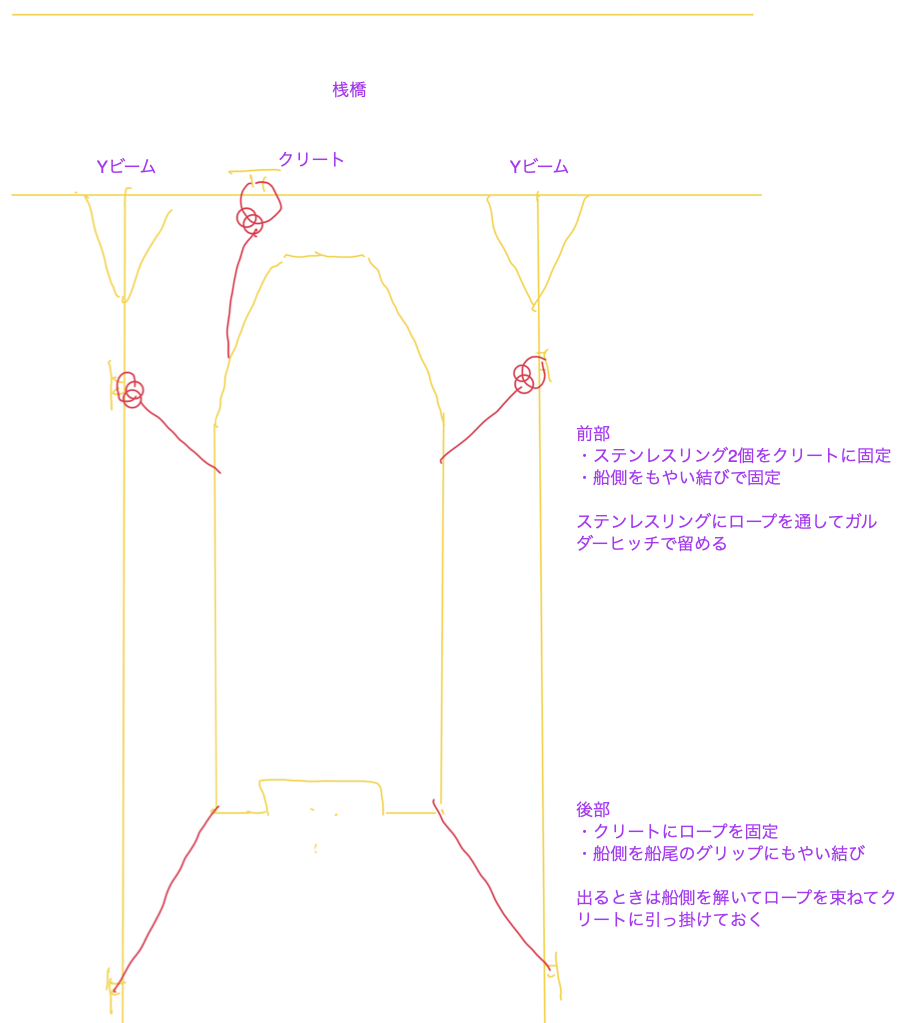 桟橋
Yビーム
クリート
Yビーム
前部
・ステンレスリング2個をクリートに固定
・船側をもやい結びで固定
ステンレスリングにロープを通してガル
ダーヒッチで留める
後部
・クリートにロープを固定
・船側を船尾のグリップにもやい結び
出るときは船側を解いてロープを束ねてク
リートに引っ掛けておく